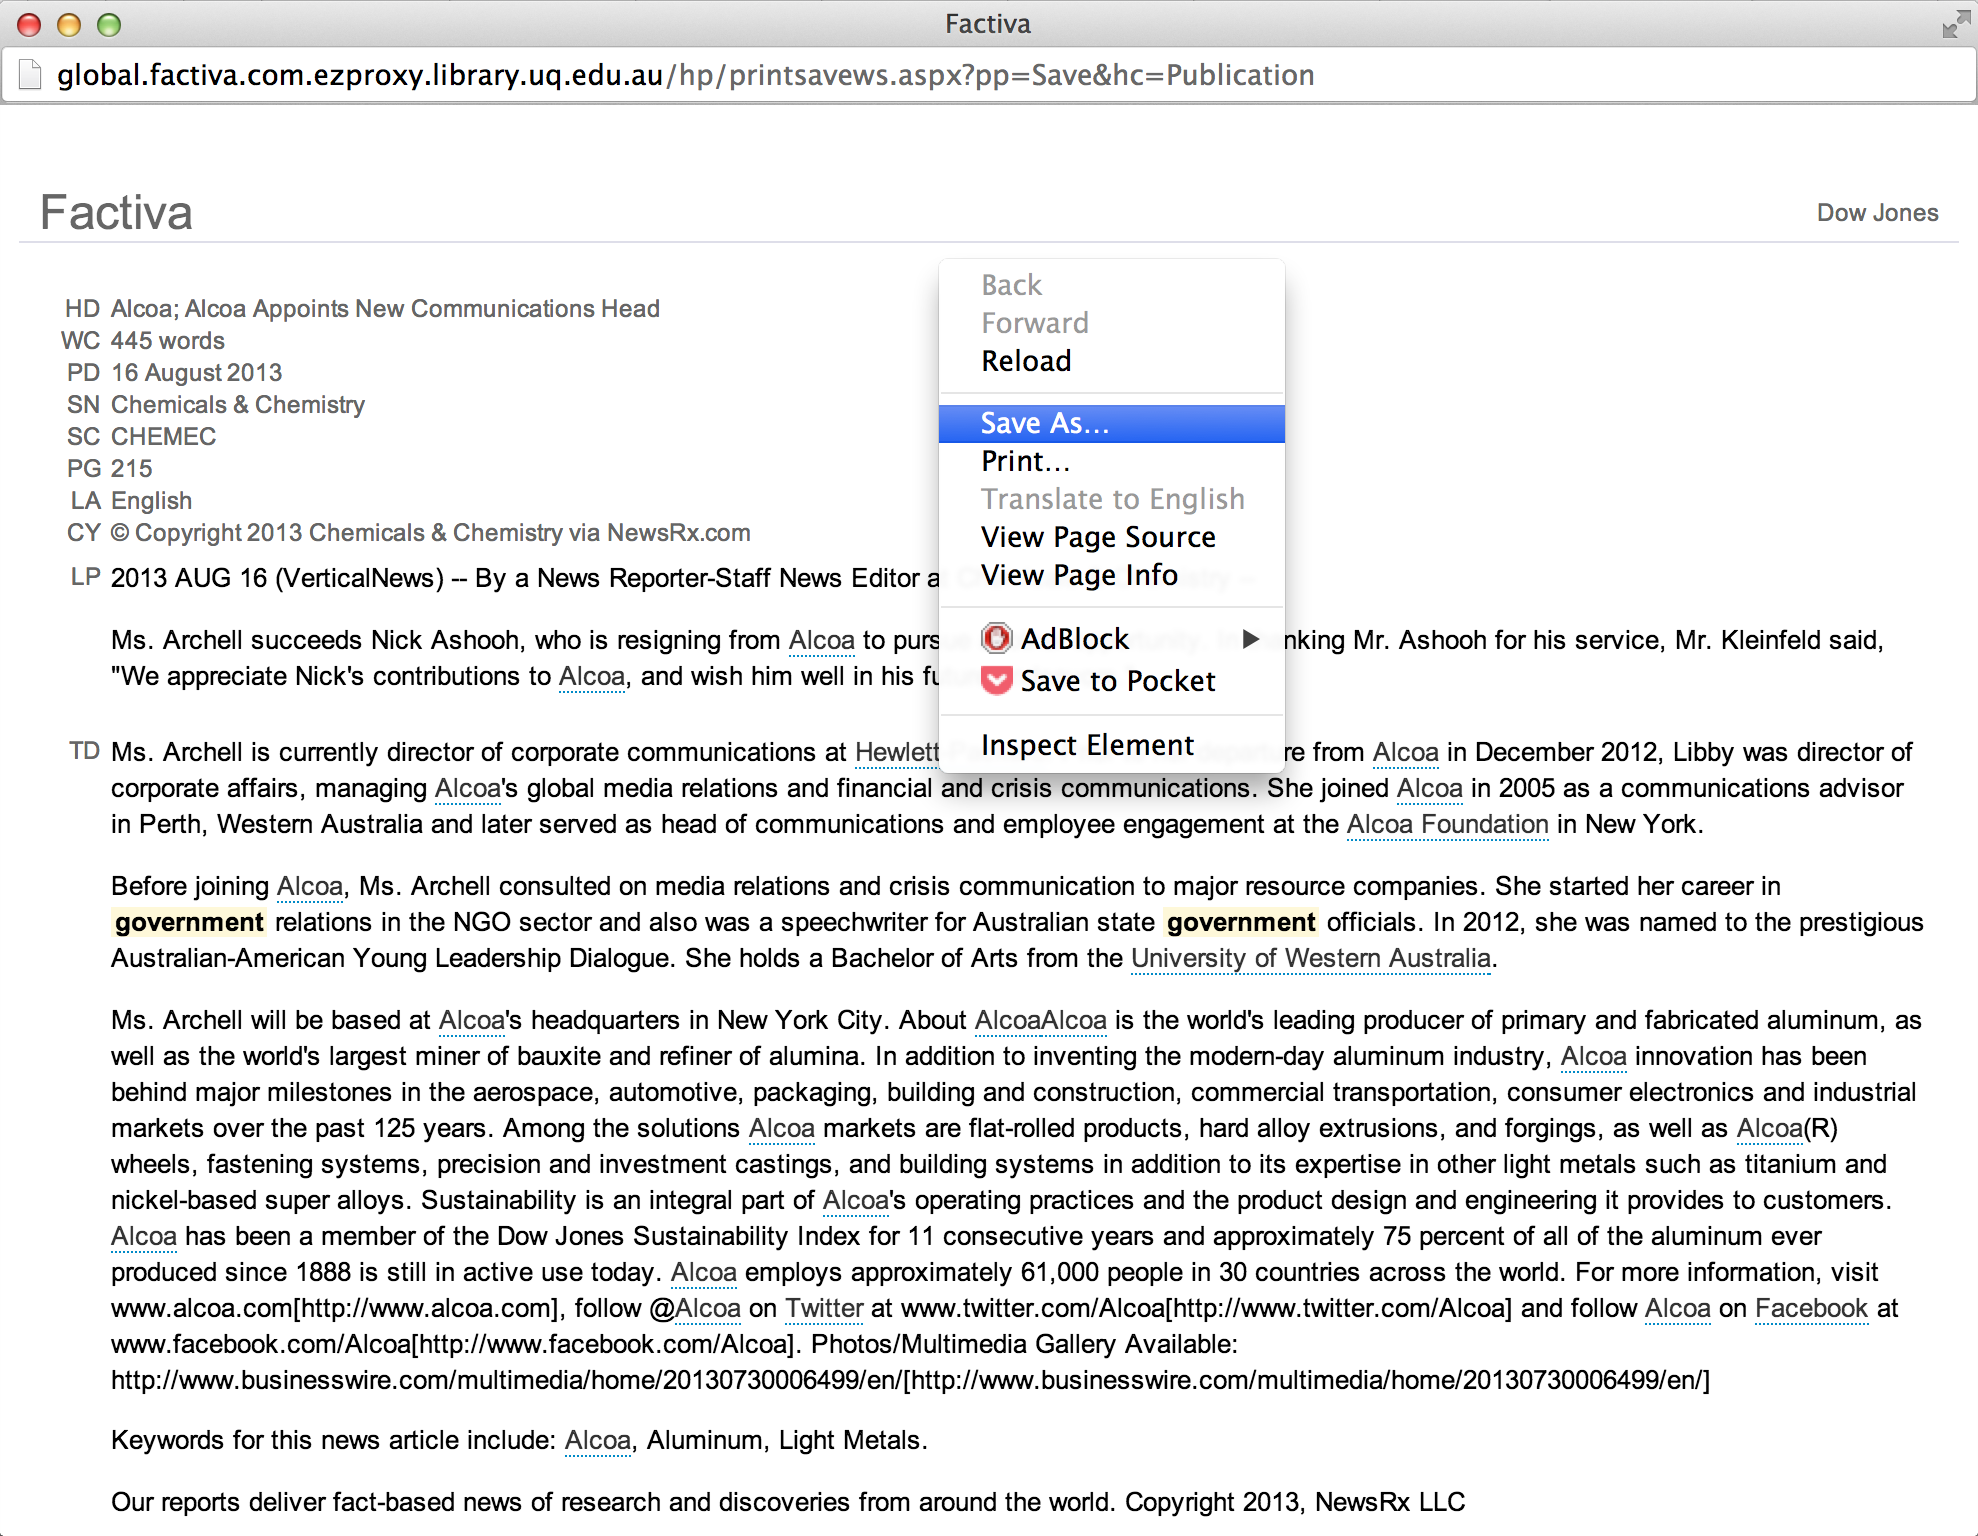 Factiva
global.factiva.com.ezproxy.library.uq.edu.au/hp/printsavews.aspx?pp=Save&hc=Publication
Factiva
Dow Jones
HD Alcoa; Alcoa Appoints New Communications Head
WC 445 words
PD 16 August 2013
SN Chemicals & Chemistry
SC CHEMEC
PG 215
LA English
CY © Copyright 2013 Chemicals & Chemistry via NewsRx.com
LP 2013 AUG 16 (VerticalNews) -- By a News Reporter-Staff News Editor
Ms. Archell succeeds Nick Ashooh, who is resigning from Alcoa to Mr. Ashooh for his service, Mr. Kleinfeld said,
"We appreciate Nick's contributions to Alcoa, and wish him well in his
TD Ms. Archell is currently director of corporate communications at Hewlett from Alcoa in December 2012, Libby was director of
corporate affairs, managing Alcoa's global media relations and financial and crisis communications. She joined Alcoa in 2005 as a communications advisor
in Perth, Western Australia and later served as head of communications and employee engagement at the Alcoa Foundation in New York.
Before joining Alcoa, Ms. Archell consulted on media relations and crisis communication to major resource companies. She started her career in
government relations in the NGO sector and also was a speechwriter for Australian state government officials. In 2012, she was named to the prestigious
Australian-American Young Leadership Dialogue. She holds a Bachelor of Arts from the University of Western Australia.
Ms. Archell will be based at Alcoa's headquarters in New York City. About AlcoaAlcoa is the world's leading producer of primary and fabricated aluminum, as
well as the world's largest miner of bauxite and refiner of alumina. In addition to inventing the modern-day aluminum industry, Alcoa innovation has been
behind major milestones in the aerospace, automotive, packaging, building and construction, commercial transportation, consumer electronics and industrial
markets over the past 125 years. Among the solutions Alcoa markets are flat-rolled products, hard alloy extrusions, and forgings, as well as Alcoa(R)
wheels, fastening systems, precision and investment castings, and building systems in addition to its expertise in other light metals such as titanium and
nickel-based super alloys. Sustainability is an integral part of Alcoa's operating practices and the product design and engineering it provides to customers.
Alcoa has been a member of the Dow Jones Sustainability Index for 11 consecutive years and approximately 75 percent of all of the aluminum ever
produced since 1888 is still in active use today. Alcoa employs approximately 61,000 people in 30 countries across the world. For more information, visit
www.alcoa.com[http://www.alcoa.com], follow @Alcoa on Twitter at www.twitter.com/Alcoa[http://www.twitter.com/Alcoa] and follow Alcoa on Facebook at
www.facebook.com/Alcoa[http://www.facebook.com/Alcoa]. Photos/Multimedia Gallery Available:
http://www.businesswire.com/multimedia/home/20130730006499/en/[http://www.businesswire.com/multimedia/home/20130730006499/en/]
Keywords for this news article include: Alcoa, Aluminum, Light Metals.
Our reports deliver fact-based news of research and discoveries from around the world. Copyright 2013, NewsRx LLC
Back
Forward
Reload
Save As...
Print...
Translate to English
View Page Source
View Page Info
AdBlock
Save to Pocket
Inspect Element